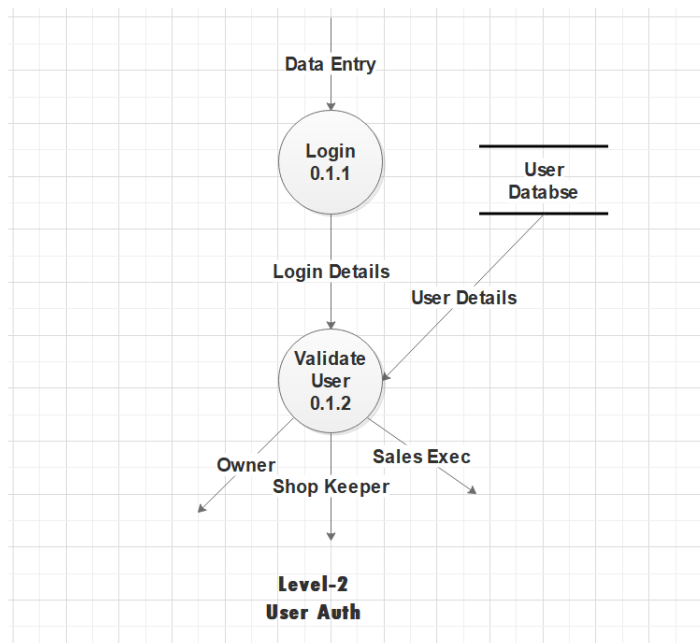 Data Entry
Login
0.1.1
User
Databse
Login Details
User Details
Validate
User
0.1.2
Owner
Sales Exec
Shop Keeper
Level-2
User Auth